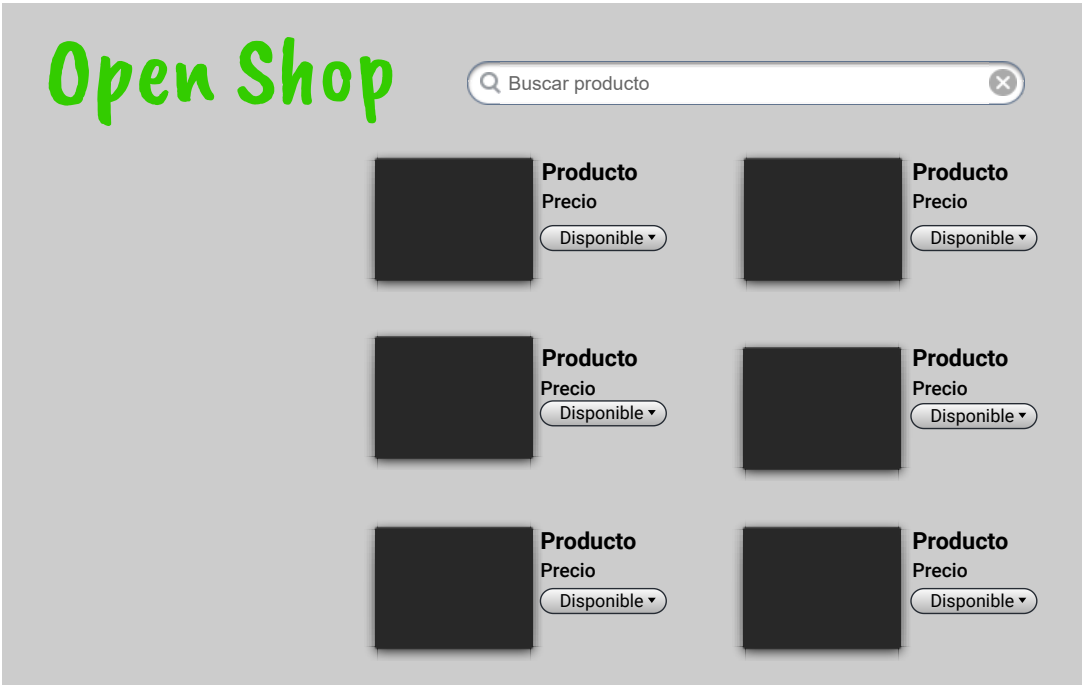 Open Shop
Buscar producto
Producto
Precio
Disponible
Producto
Precio
Disponible
Producto
Precio
Disponible
Producto
Precio
Disponible
Producto
Precio
Disponible
Producto
Precio
Disponible